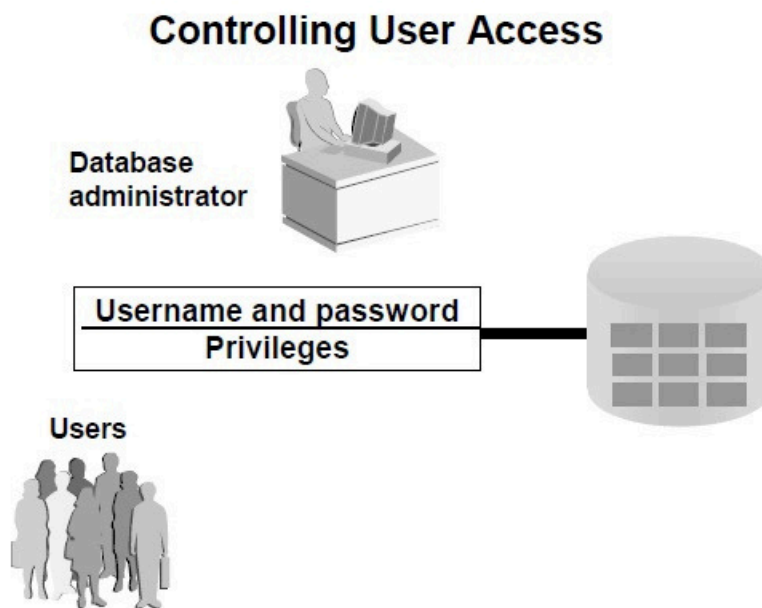 Controlling User Access
Database
administrator
Username and password
Privileges
Users